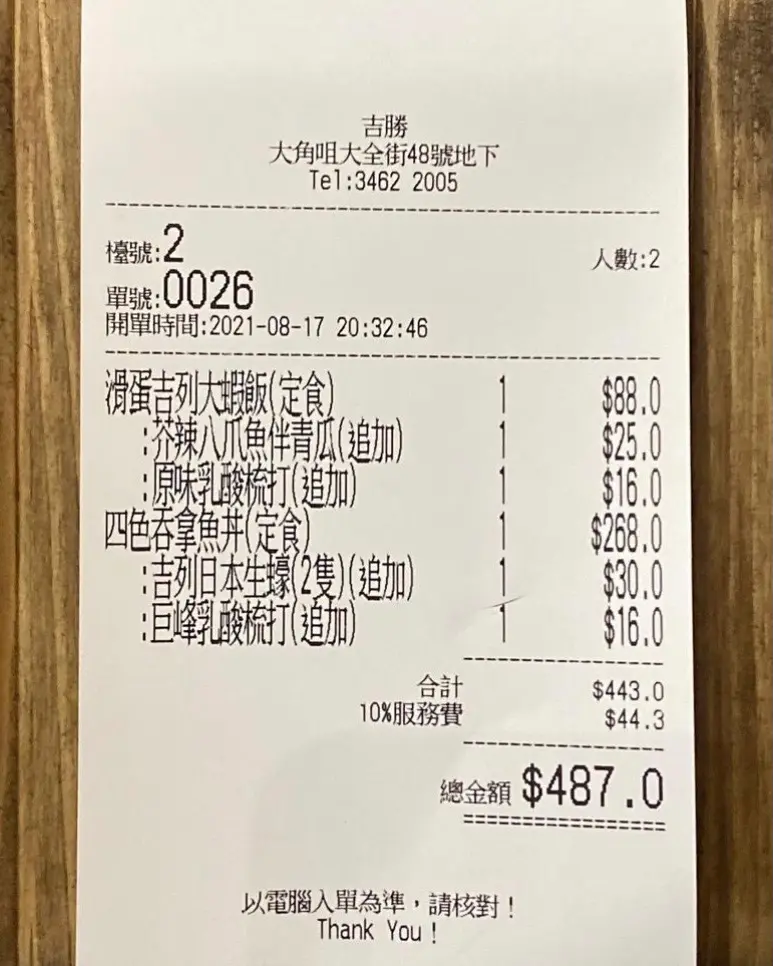 吉勝
大角咀大全街48號地下
Tel:3462 2005
檯號:2 人數:2
單號:0026
開單時間:2021-08-17 20:32:46
滑蛋吉列大蝦飯(定食) 1 $88.0
:芥辣八爪魚伴青瓜(追加) 1 $25.0
:原味乳酸梳打(追加) 1 $16.0
四色吞拿魚丼(定食) 1 $268.0
:吉列日本生蠔(2隻)(追加) 1 $30.0
:巨峰乳酸梳打(追加) 1 $16.0
合計 $443.0
10%服務費 $44.3
總金額 $487.0
以電腦入單為準，請核對！
Thank You！